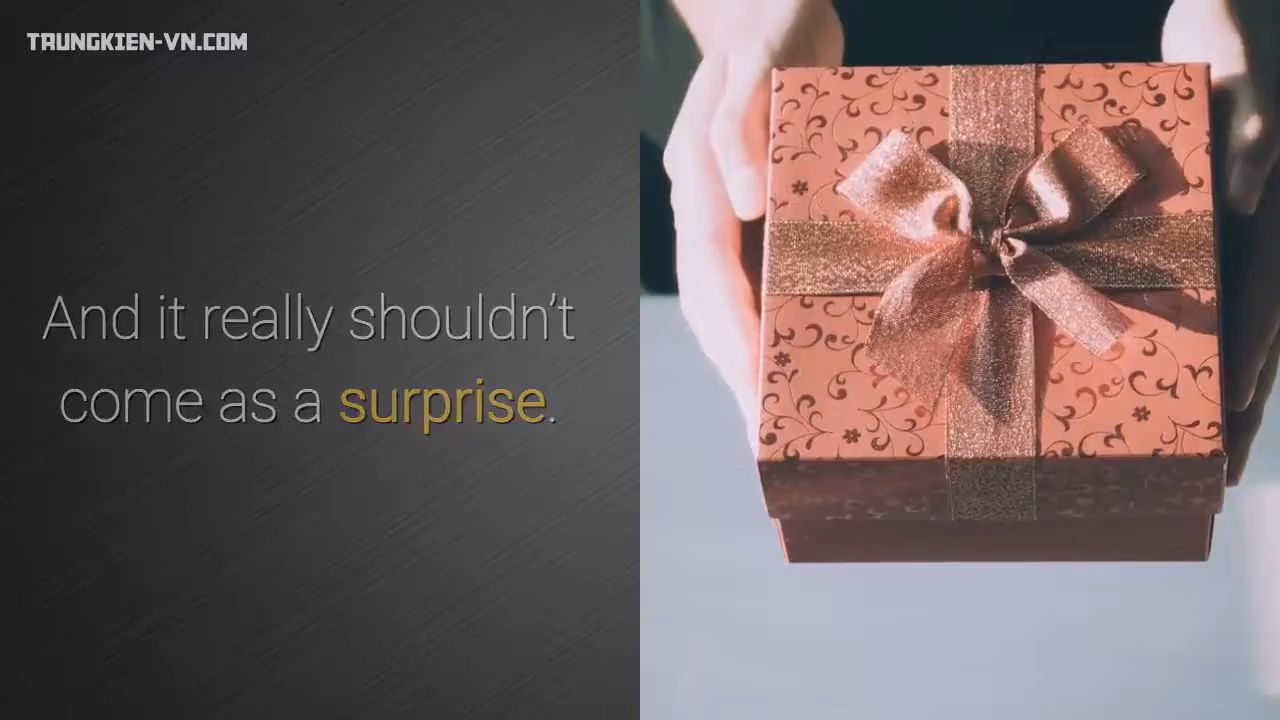 TRUNGKIEN-VN.COM
And it really shouldn’t
come as a surprise.